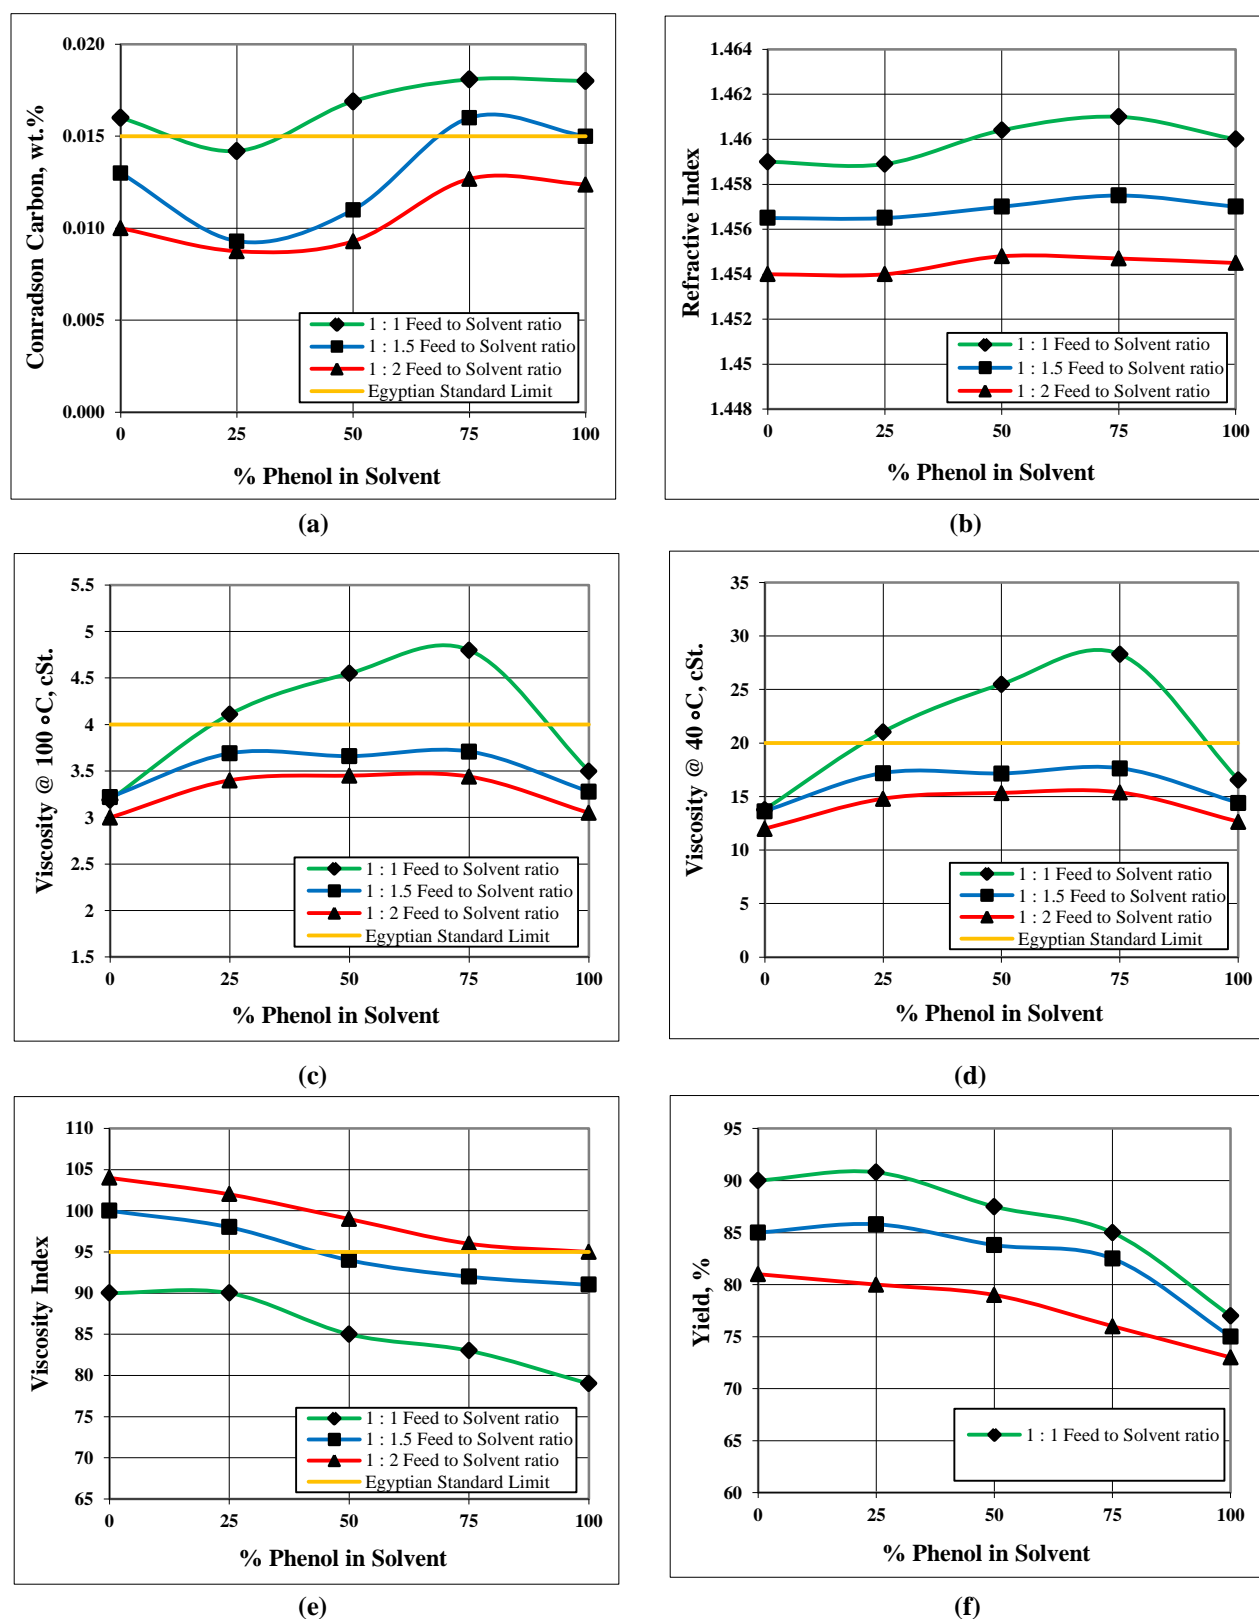 0.020
0.015
0.010
0.005
0.000
Conradson Carbon, wt.%
1 : 1 Feed to Solvent ratio
1 : 1.5 Feed to Solvent ratio
1 : 2 Feed to Solvent ratio
Egyptian Standard Limit
0 25 50 75 100
% Phenol in Solvent
(a)
1.464
1.462
1.46
1.458
1.456
1.454
1.452
1.45
1.448
Refractive Index
1 : 1 Feed to Solvent ratio
1 : 1.5 Feed to Solvent ratio
1 : 2 Feed to Solvent ratio
0 25 50 75 100
% Phenol in Solvent
(b)
5.5
5
4.5
4
3.5
3
2.5
2
1.5
Viscosity @ 100 ∘C, cSt.
1 : 1 Feed to Solvent ratio
1 : 1.5 Feed to Solvent ratio
1 : 2 Feed to Solvent ratio
Egyptian Standard Limit
0 25 50 75 100
% Phenol in Solvent
(c)
35
30
25
20
15
10
5
0
Viscosity @ 40 ∘C, cSt.
1 : 1 Feed to Solvent ratio
1 : 1.5 Feed to Solvent ratio
1 : 2 Feed to Solvent ratio
Egyptian Standard Limit
0 25 50 75 100
% Phenol in Solvent
(d)
110
105
100
95
90
85
80
75
70
65
Viscosity Index
1 : 1 Feed to Solvent ratio
1 : 1.5 Feed to Solvent ratio
1 : 2 Feed to Solvent ratio
Egyptian Standard Limit
0 25 50 75 100
% Phenol in Solvent
(e)
95
90
85
80
75
70
65
60
Yield, %
1 : 1 Feed to Solvent ratio
0 25 50 75 100
% Phenol in Solvent
(f)